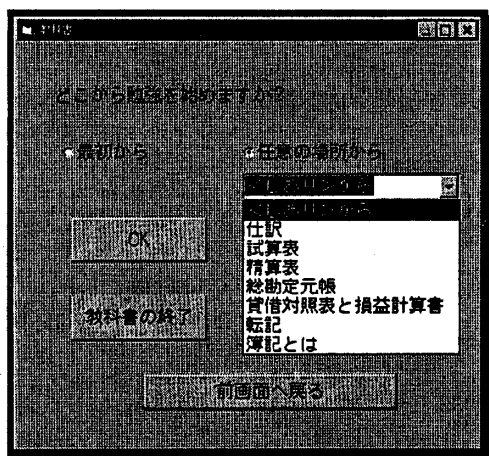 教科書
どこから勉強を始めますか?
最初から
任意の場所から
OK
仕訳
試算表
精算表
総勘定元帳
貸借対照表と損益計算書
転記
簿記とは
教科書の終了
前画面へ戻る